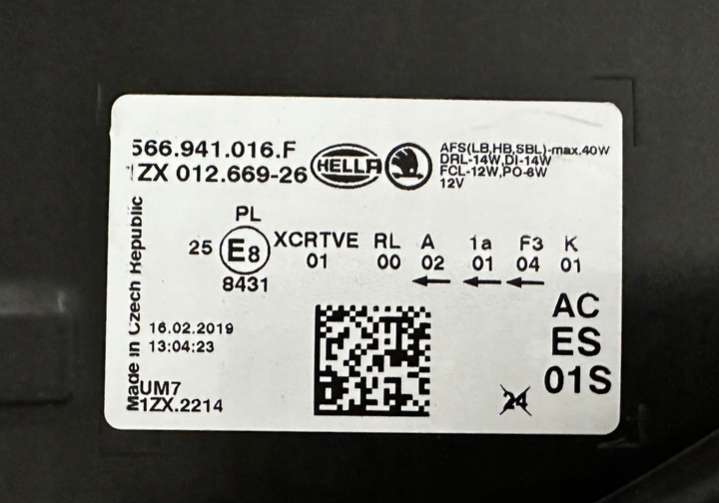 566.941.016.F
1ZX 012.669-26
HELLA
AFS(LB,HB,SBL)-max.40W
DRL-14W,DI-14W
FCL-12W,PO-6W
12V
Made in Czech Republic
PL
25 E8 XCRTVE RL A 1a F3 K
01 00 02 01 04 01
8431
16.02.2019
13:04:23
UM7
1ZX.2214
AC
ES
01S
24